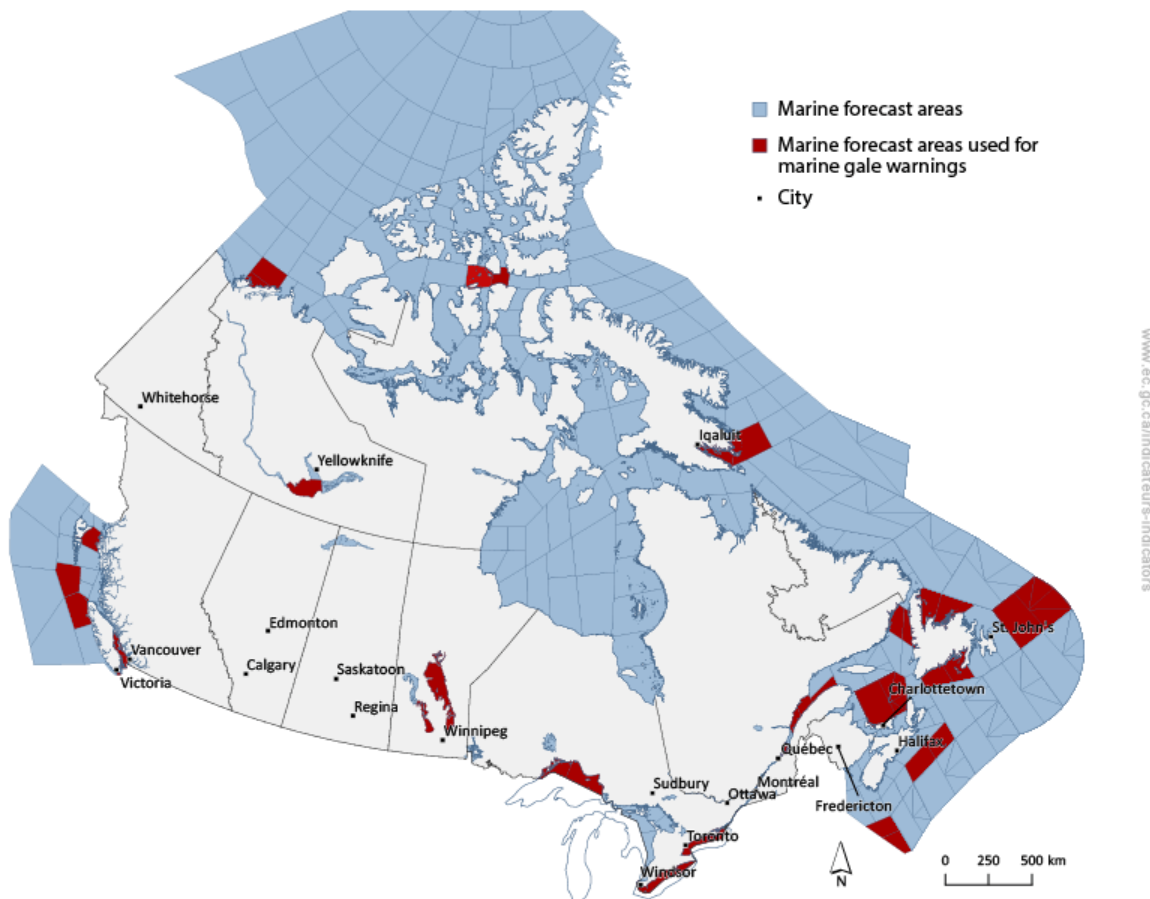 Marine forecast areas
Marine forecast areas used for
marine gale warnings
City
www.ec.gc.ca/indicateurs-indicators
Whitehorse
Iqaluit
Yellowknife
Edmonton
St. John's
Vancouver
Calgary
Saskatoon
Victoria
Charlottetown
Regina
Winnipeg
Halifax
Québec
Sudbury
Montréal
Ottawa
Fredericton
Toronto
Windsor
N
0 250 500 km